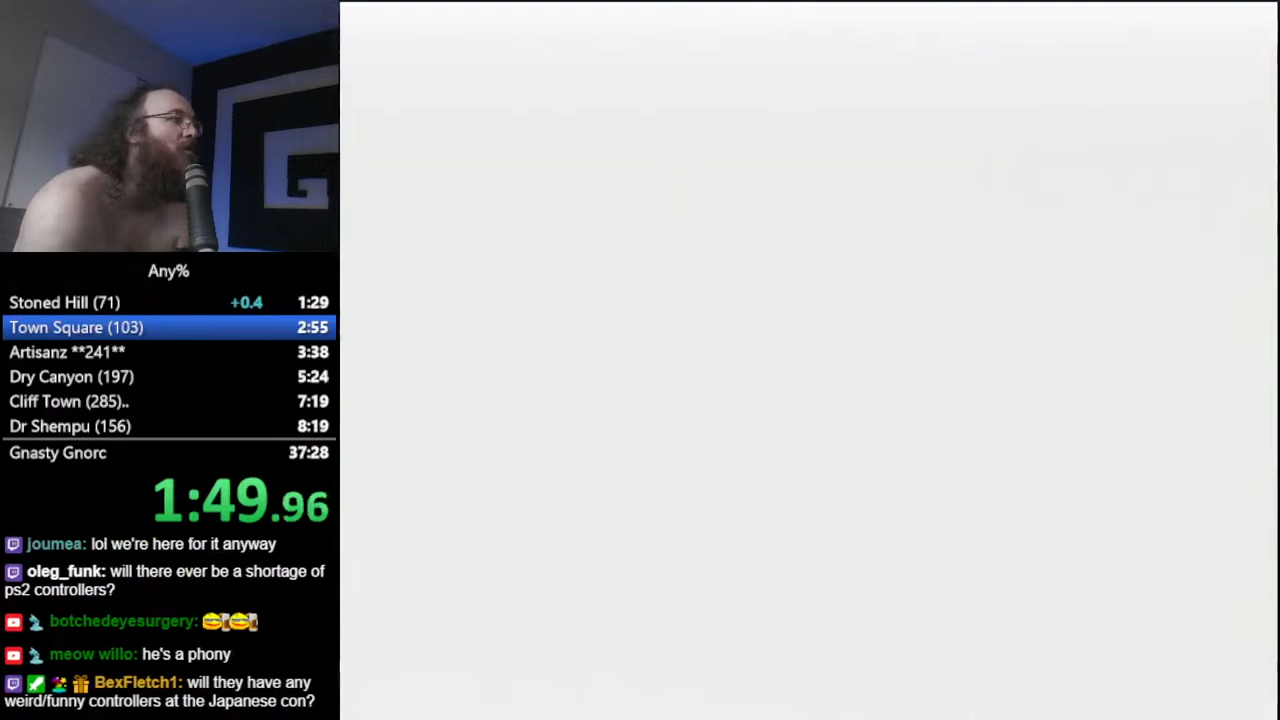 Any%
Stoned Hill (71) +0.4 1:29
Town Square (103) 2:55
Artisanz **241** 3:38
Dry Canyon (197) 5:24
Cliff Town (285).. 7:19
Dr Shempu (156) 8:19
Gnasty Gnorc 37:28
1:49.96
joumea: lol we're here for it anyway
oleg_funk: will there ever be a shortage of
ps2 controllers?
botchedeyesurgery:
meow willo: he's a phony
BexFletch1: will they have any
weird/funny controllers at the Japanese con?